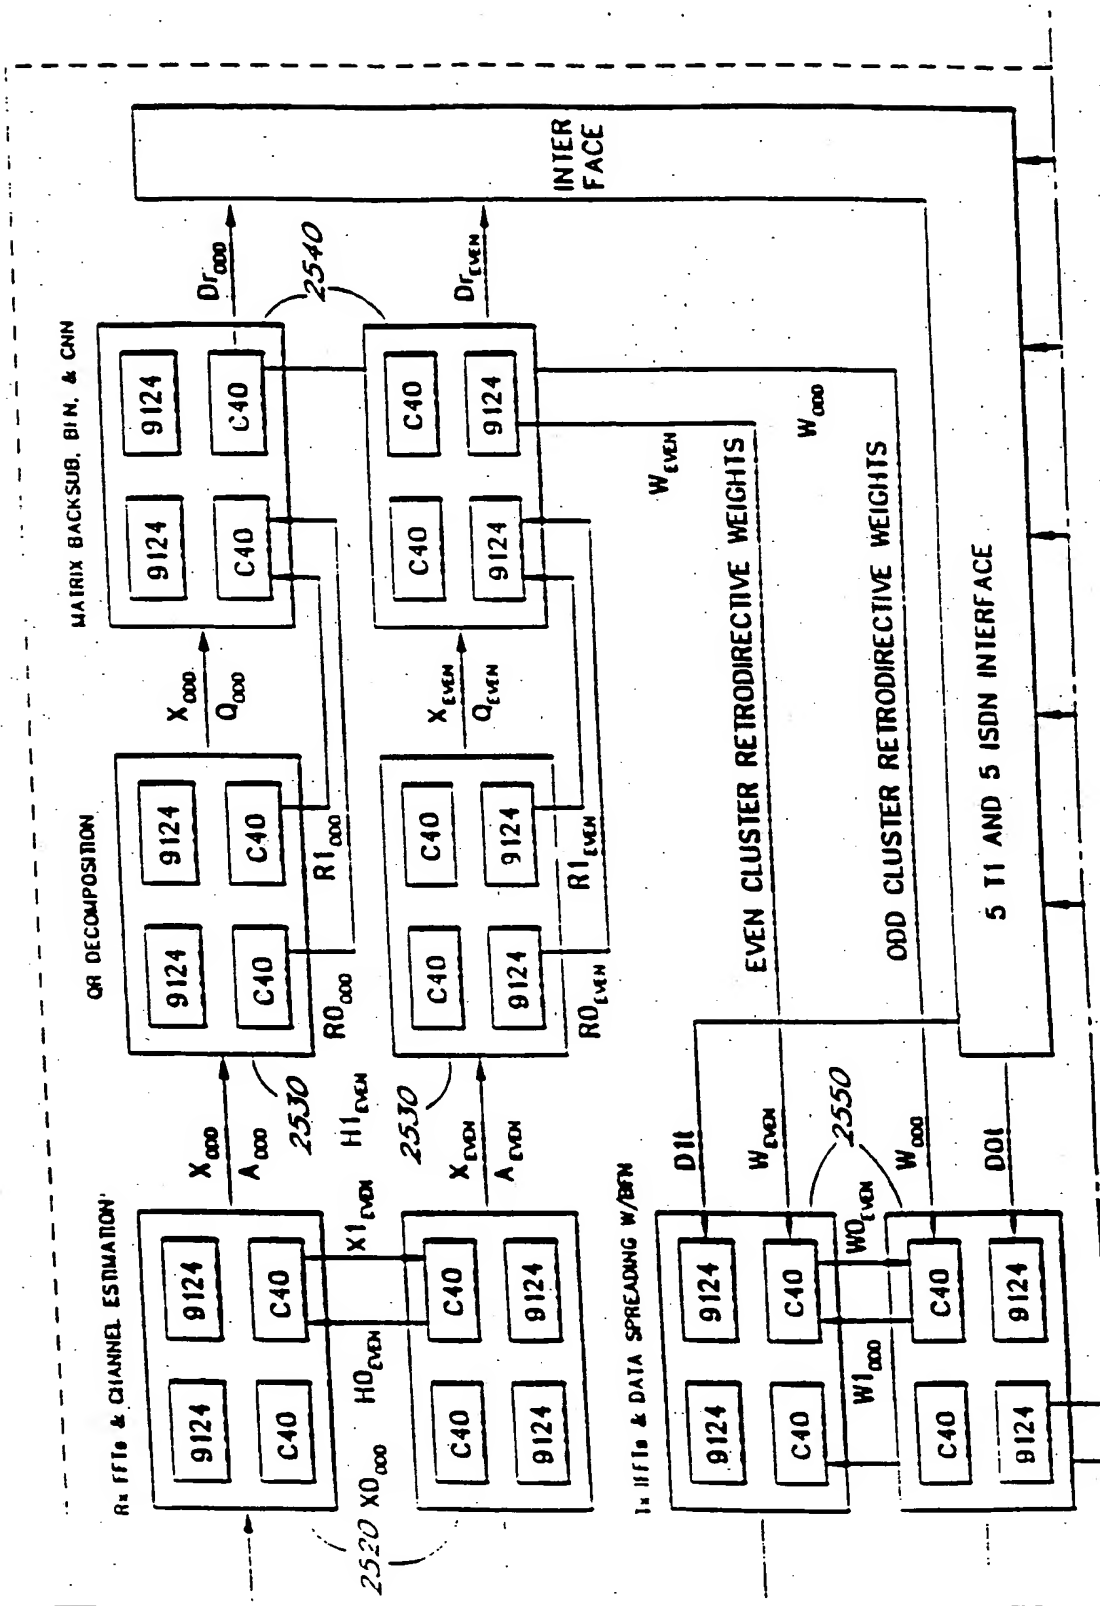 Rx FFTs & CHANNEL ESTIMATION
9124
9124
C40
C40
2520
X0ODD
H0EVEN
X1EVEN
H1EVEN
C40
C40
9124
9124
XODD
AODD
XEVEN
AEVEN
QR DECOMPOSITION
9124
9124
C40
C40
2530
R0ODD
R1ODD
2530
C40
C40
9124
9124
R0EVEN
R1EVEN
XODD
QODD
XEVEN
QEVEN
MATRIX BACKSUB, BIN, & CNN
9124
9124
C40
C40
2540
C40
C40
9124
9124
DrODD
DrEVEN
INTER
FACE
WEVEN
WODD
EVEN CLUSTER RETRODIRECTIVE WEIGHTS
ODD CLUSTER RETRODIRECTIVE WEIGHTS
5 T1 AND 5 ISDN INTERFACE
Tx IIFTs & DATA SPREADING W/BFN
9124
9124
C40
C40
W1ODD
W0EVEN
2550
C40
C40
9124
9124
D1t
WEVEN
WODD
D0t